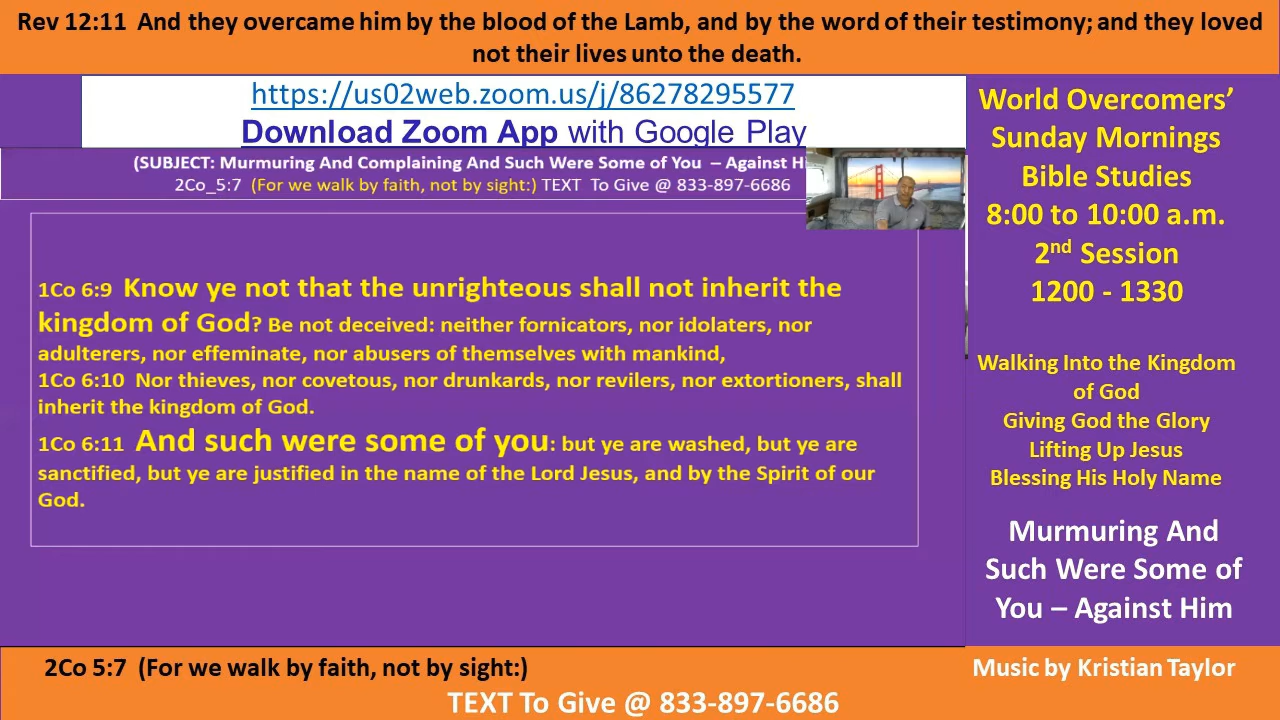 Rev 12:11  And they overcame him by the blood of the Lamb, and by the word of their testimony; and they loved
not their lives unto the death.
https://us02web.zoom.us/j/86278295577
Download Zoom App with Google Play
(SUBJECT: Murmuring And Complaining And Such Were Some of You – Against Hi
2Co_5:7 (For we walk by faith, not by sight:) TEXT To Give @ 833-897-6686
1Co 6:9 Know ye not that the unrighteous shall not inherit the
kingdom of God? Be not deceived: neither fornicators, nor idolaters, nor
adulterers, nor effeminate, nor abusers of themselves with mankind,
1Co 6:10 Nor thieves, nor covetous, nor drunkards, nor revilers, nor extortioners, shall
inherit the kingdom of God.
1Co 6:11 And such were some of you: but ye are washed, but ye are
sanctified, but ye are justified in the name of the Lord Jesus, and by the Spirit of our
God.
World Overcomers’
Sunday Mornings
Bible Studies
8:00 to 10:00 a.m.
2nd Session
1200 - 1330
Walking Into the Kingdom
of God
Giving God the Glory
Lifting Up Jesus
Blessing His Holy Name
Murmuring And
Such Were Some of
You – Against Him
2Co 5:7 (For we walk by faith, not by sight:)
Music by Kristian Taylor
TEXT To Give @ 833-897-6686